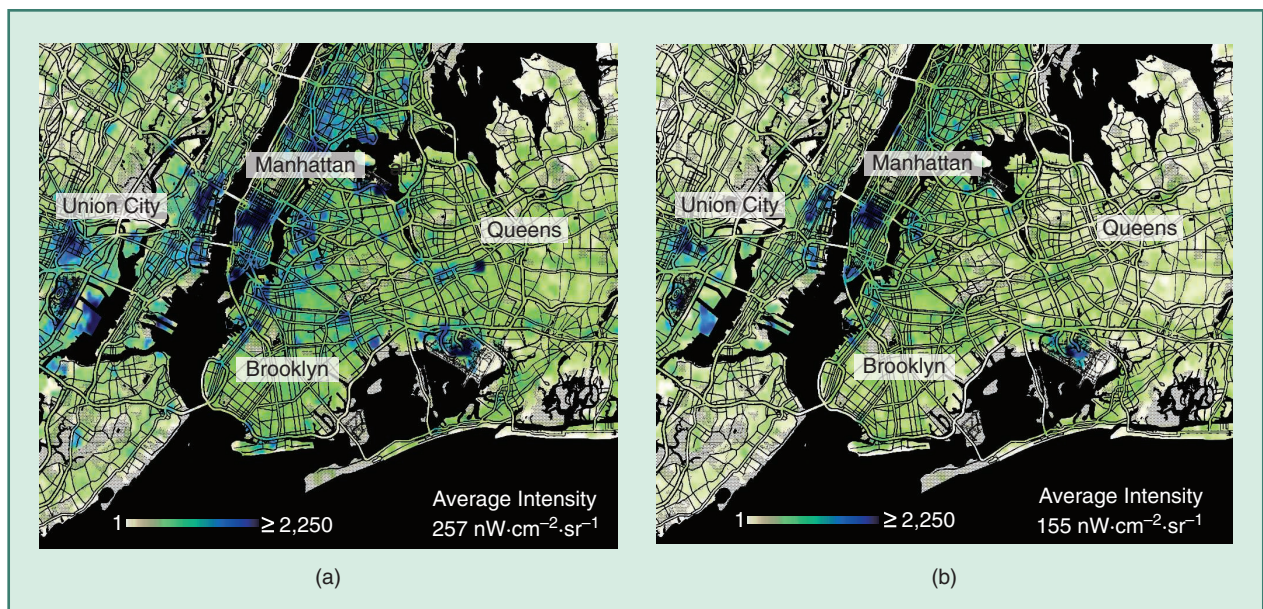 Manhattan
Union City
Queens
Brooklyn
Average Intensity
1 ≥ 2,250 257 nW·cm⁻²·sr⁻¹
(a)
Manhattan
Union City
Queens
Brooklyn
Average Intensity
1 ≥ 2,250 155 nW·cm⁻²·sr⁻¹
(b)